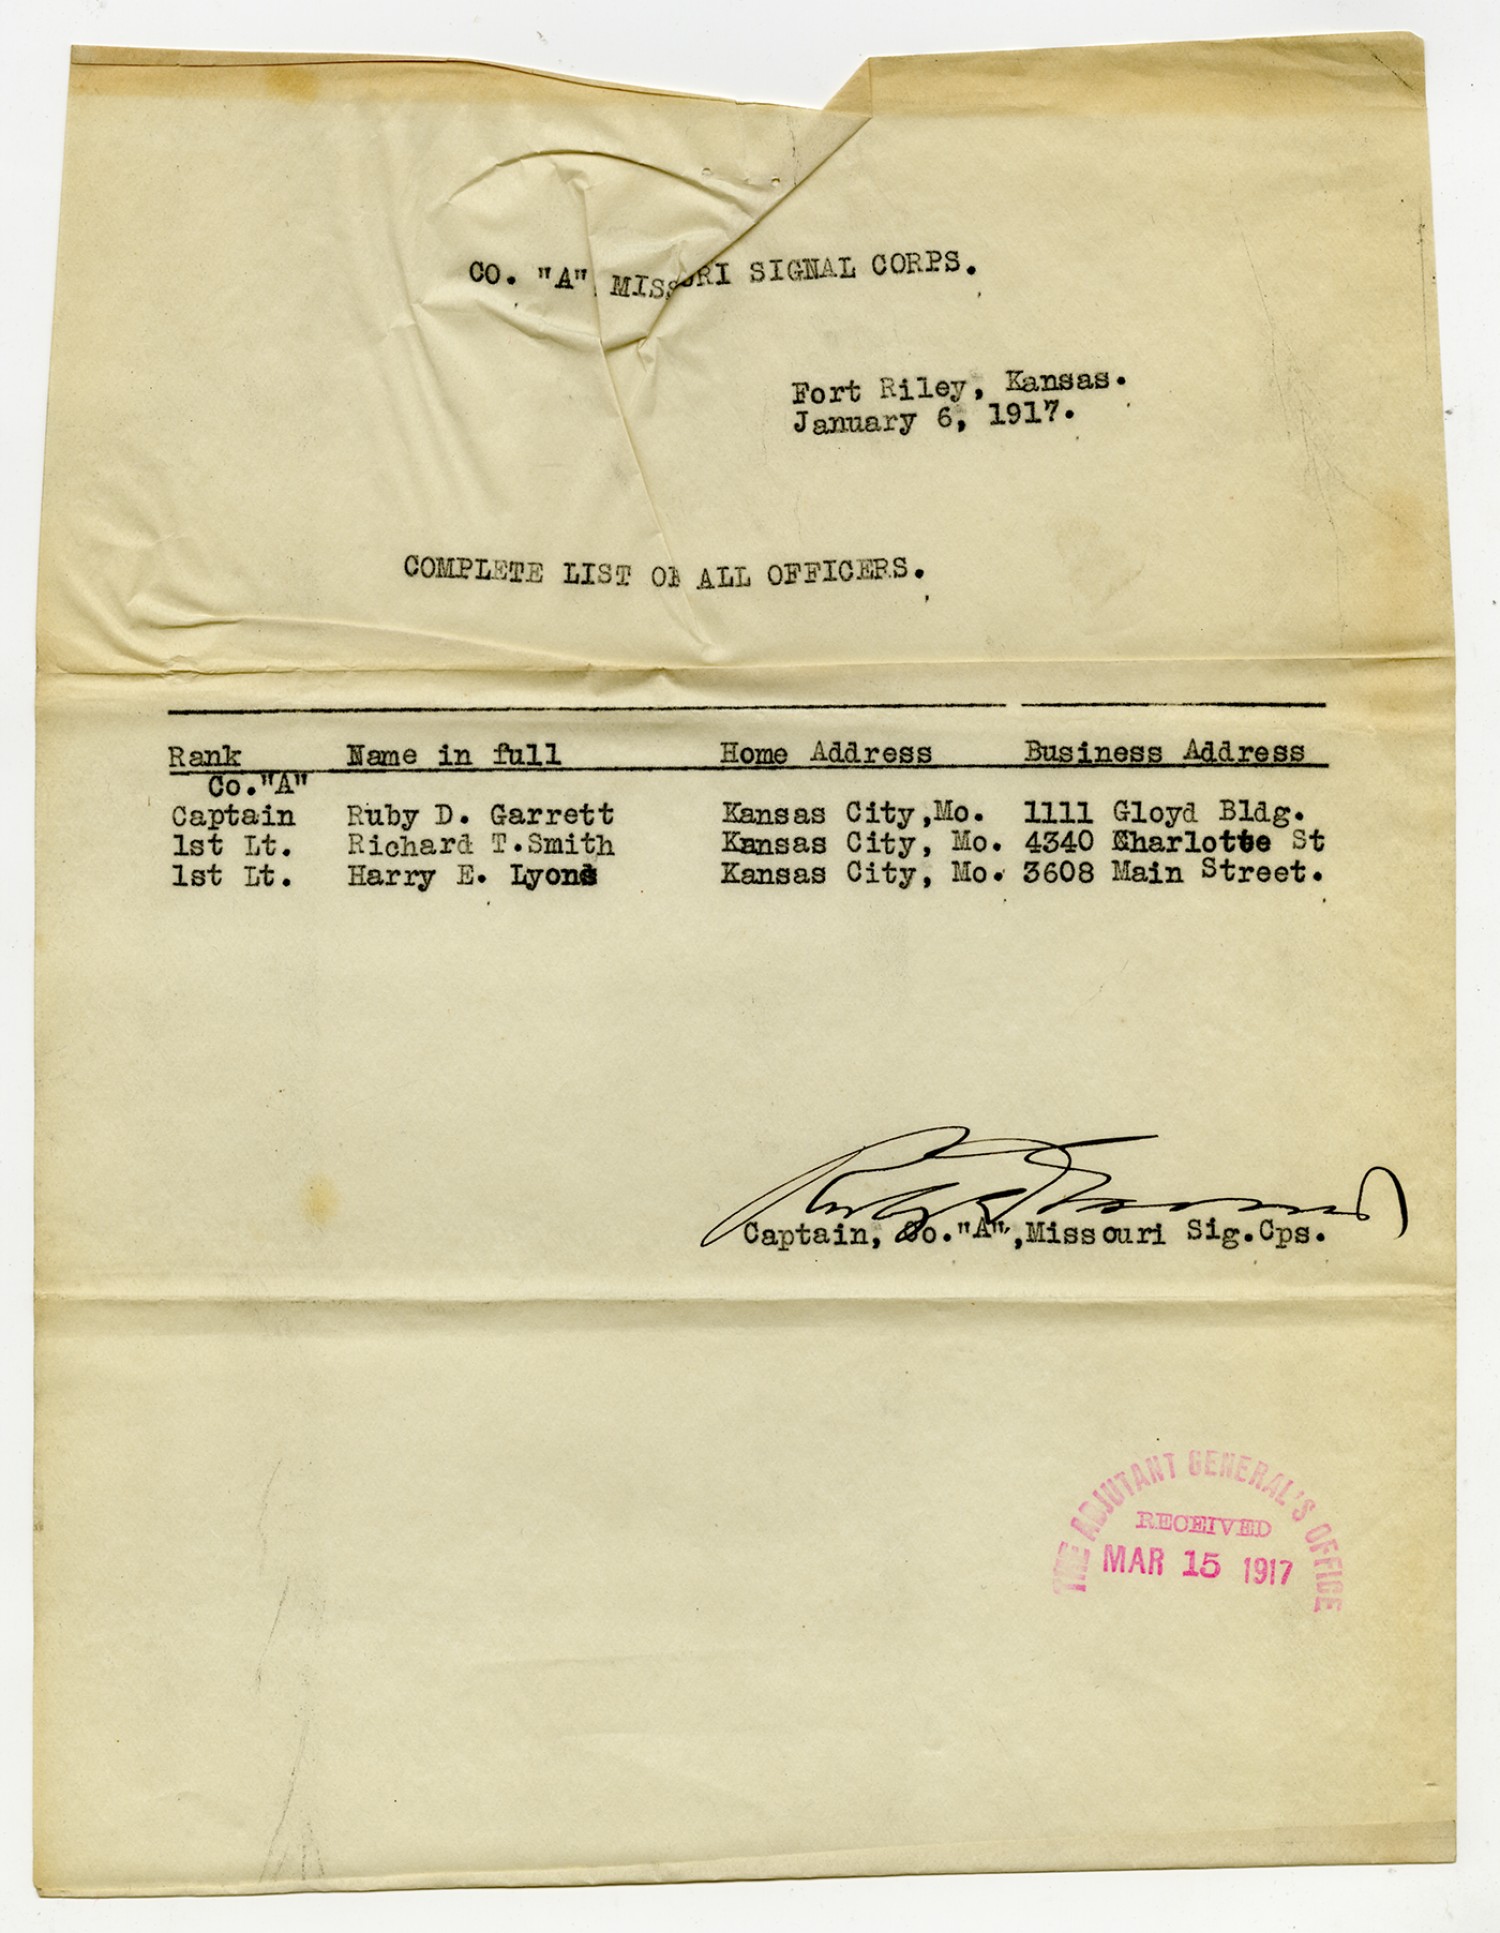 CO. "A" MISSOURI SIGNAL CORPS.
Fort Riley, Kansas.
January 6, 1917.
COMPLETE LIST OF ALL OFFICERS.
Rank Name in full Home Address Business Address
Co."A"
Captain Ruby D. Garrett Kansas City,Mo. 1111 Gloyd Bldg.
1st Lt. Richard T.Smith Kansas City, Mo. 4340 Charlotte St
1st Lt. Harry E. Lyons Kansas City, Mo. 3608 Main Street.
Ruby D. Garrett
Captain, Co."A",Missouri Sig.Cps.
THE ADJUTANT GENERAL'S OFFICE
RECEIVED
MAR 15 1917